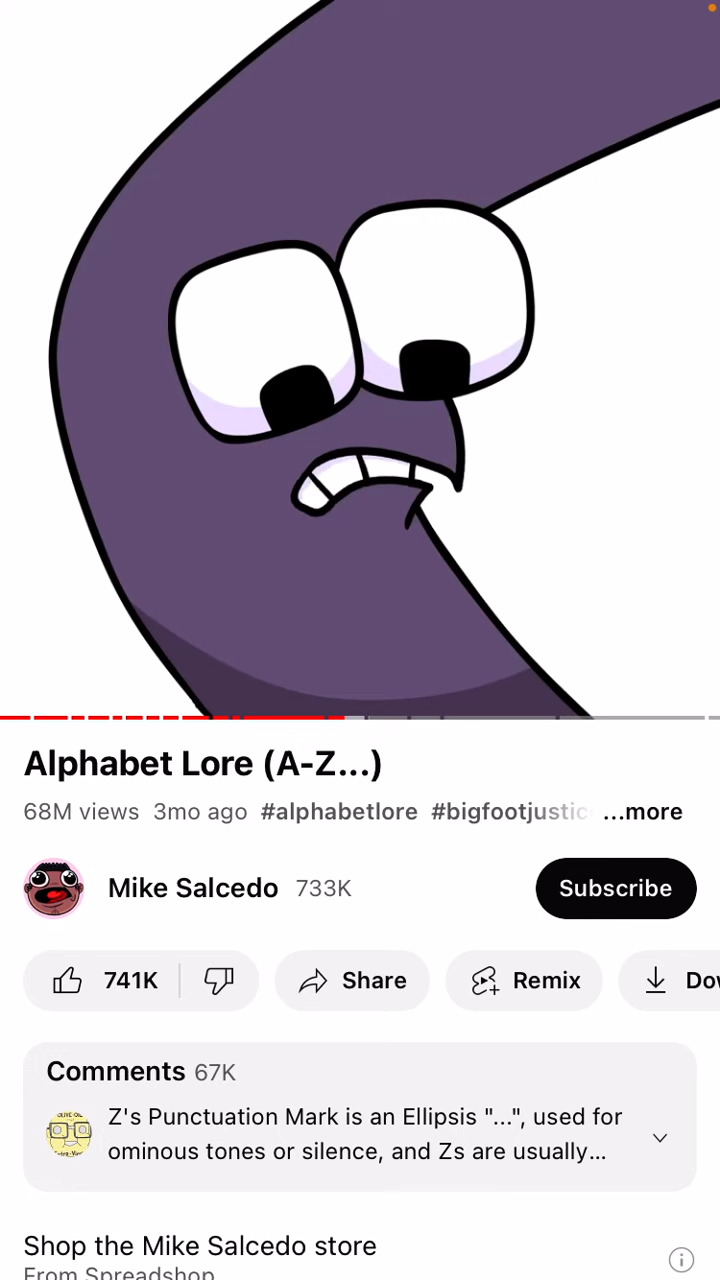 Alphabet Lore (A-Z...)
68M views 3mo ago #alphabetlore #bigfootjustic ...more
Mike Salcedo 733K
Subscribe
741K
Share
Remix
Dov
Comments 67K
Z's Punctuation Mark is an Ellipsis "...", used for
ominous tones or silence, and Zs are usually...
Shop the Mike Salcedo store
From Spreadshop